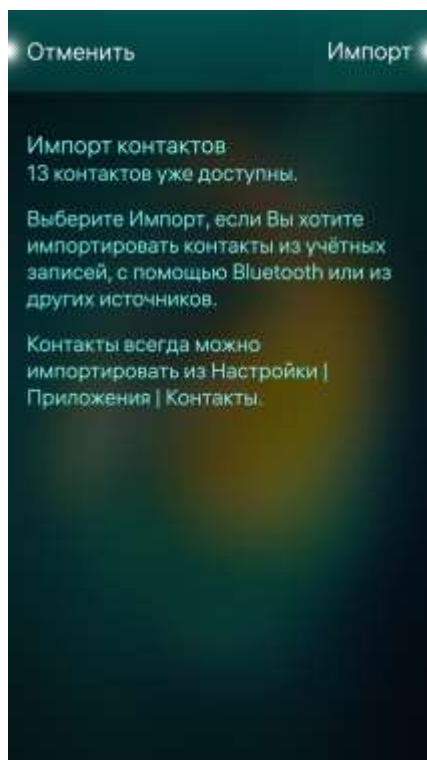 Отменить
Импорт
Импорт контактов
13 контактов уже доступны.
Выберите Импорт, если Вы хотите
импортировать контакты из учётных
записей, с помощью Bluetooth или из
других источников.
Контакты всегда можно
импортировать из Настройки |
Приложения | Контакты.